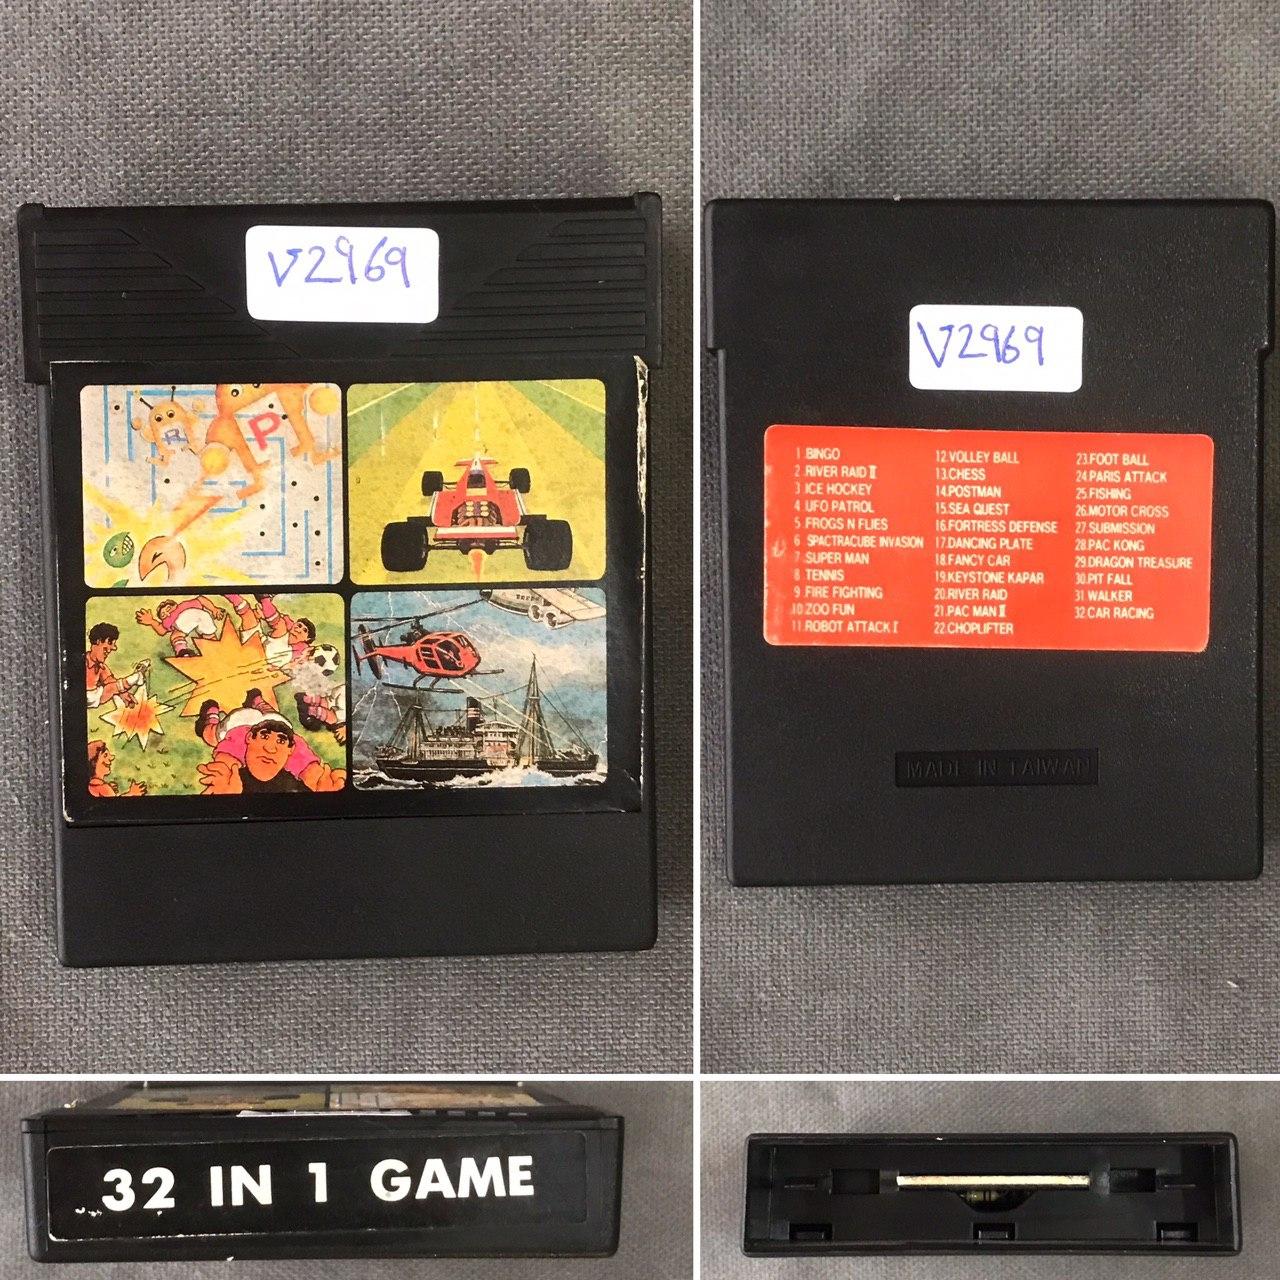 V2969
R
P
V2969
1 BINGO
2.RIVER RAID II
3 ICE HOCKEY
4 UFO PATROL
5 FROGS N FLIES
6 SPACTRACUBE INVASION
7 SUPER MAN
8 TENNIS
9.FIRE FIGHTING
10.ZOO FUN
11.ROBOT ATTACK I
12.VOLLEY BALL
13.CHESS
14.POSTMAN
15.SEA QUEST
16.FORTRESS DEFENSE
17.DANCING PLATE
18.FANCY CAR
19.KEYSTONE KAPAR
20.RIVER RAID
21.PAC MAN II
22.CHOPLIFTER
23.FOOT BALL
24.PARIS ATTACK
25.FISHING
26.MOTOR CROSS
27.SUBMISSION
28.PAC KONG
29.DRAGON TREASURE
30.PIT FALL
31 WALKER
32.CAR RACING
MADE IN TAIWAN
32 IN 1 GAME